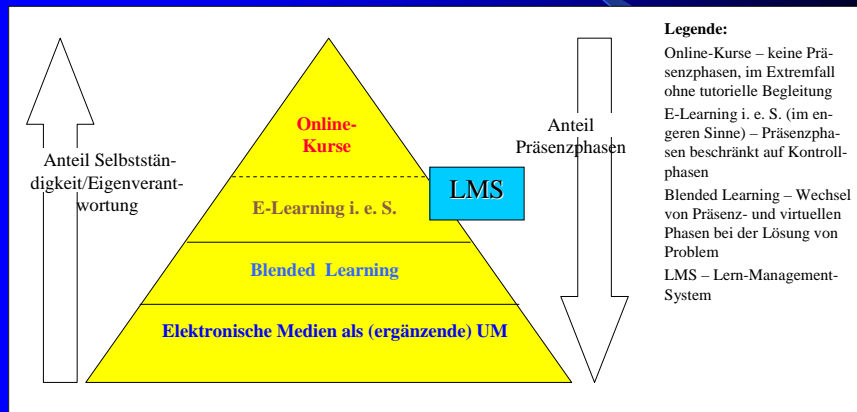 Anteil Selbststän-
digkeit/Eigenverant-
wortung
Online-
Kurse
E-Learning i. e. S.
Blended Learning
Elektronische Medien als (ergänzende) UM
LMS
Anteil
Präsenzphasen
Legende:
Online-Kurse – keine Prä-
senzphasen, im Extremfall
ohne tutorielle Begleitung
E-Learning i. e. S. (im en-
geren Sinne) – Präsenzpha-
sen beschränkt auf Kontroll-
phasen
Blended Learning – Wechsel
von Präsenz- und virtuellen
Phasen bei der Lösung von
Problem
LMS – Lern-Management-
System